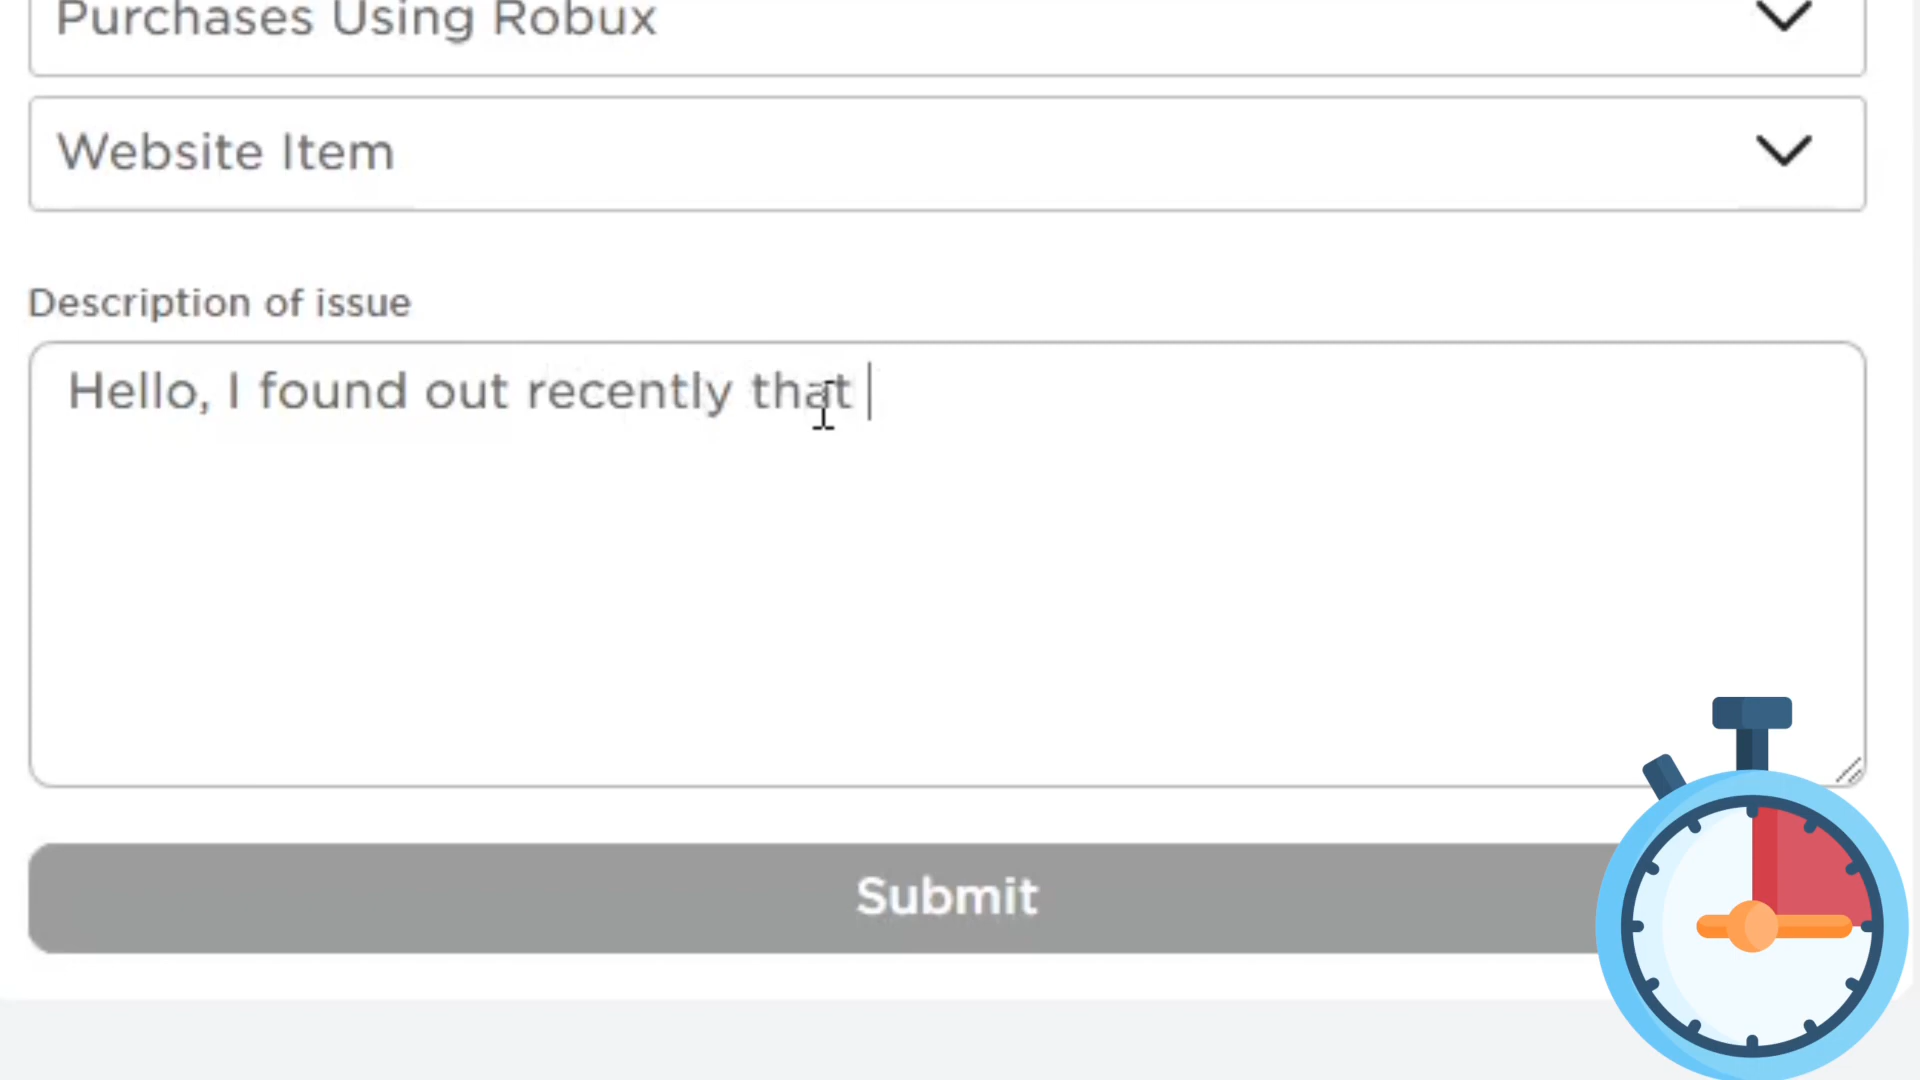 Purchases Using Robux
Website Item
Description of issue
Hello, I found out recently that
Submit